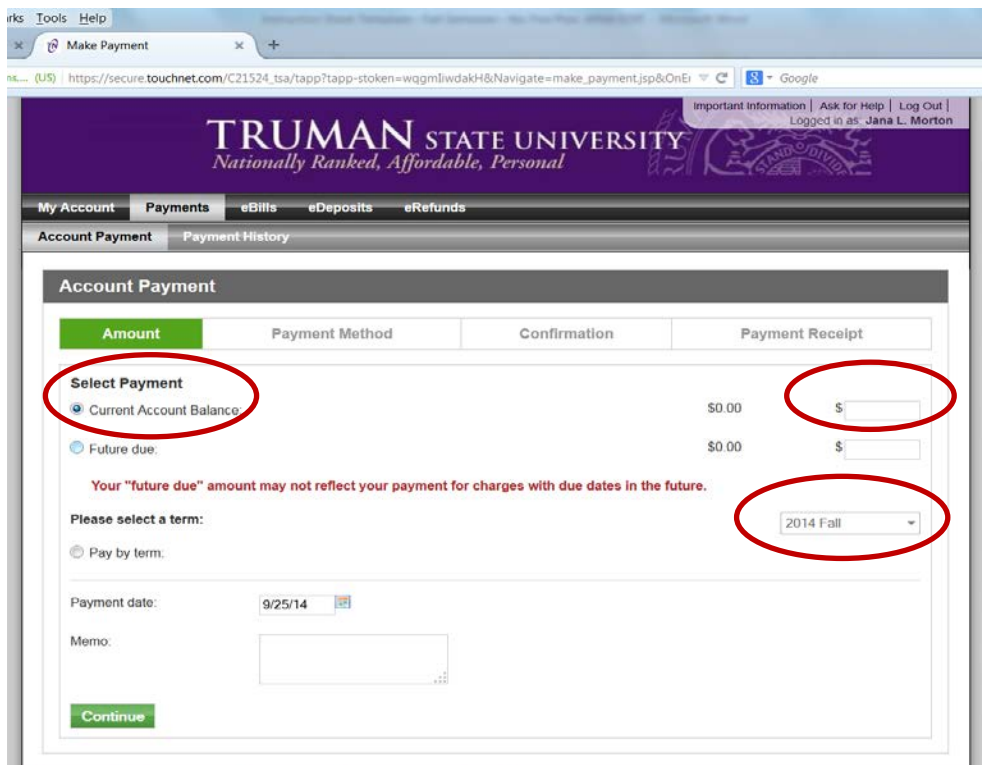 rks Tools Help
Make Payment
(US) https://secure.touchnet.com/C21524_tsa/tapp?tapp-stoken=wqgmIiwdakH&Navigate=make_payment.jsp&OnEr Google
Important Information | Ask for Help | Log Out |
Logged in as: Jana L. Morton
TRUMAN STATE UNIVERSITY
Nationally Ranked, Affordable, Personal
My Account Payments eBills eDeposits eRefunds
Account Payment Payment History
Account Payment
Amount Payment Method Confirmation Payment Receipt
Select Payment
Current Account Balance: $0.00 $
Future due: $0.00 $
Your "future due" amount may not reflect your payment for charges with due dates in the future.
Please select a term: 2014 Fall
Pay by term:
Payment date: 9/25/14
Memo:
Continue